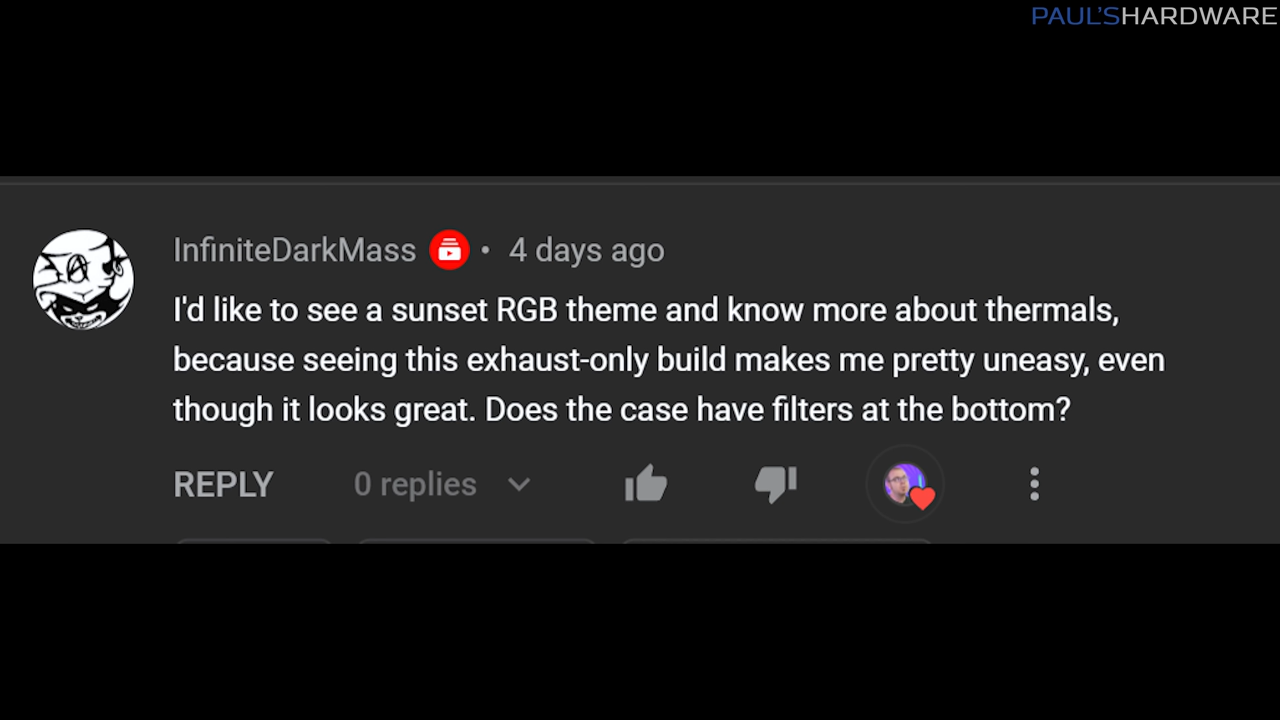 PAUL'SHARDWARE
InfiniteDarkMass • 4 days ago
I'd like to see a sunset RGB theme and know more about thermals,
because seeing this exhaust-only build makes me pretty uneasy, even
though it looks great. Does the case have filters at the bottom?
REPLY 0 replies